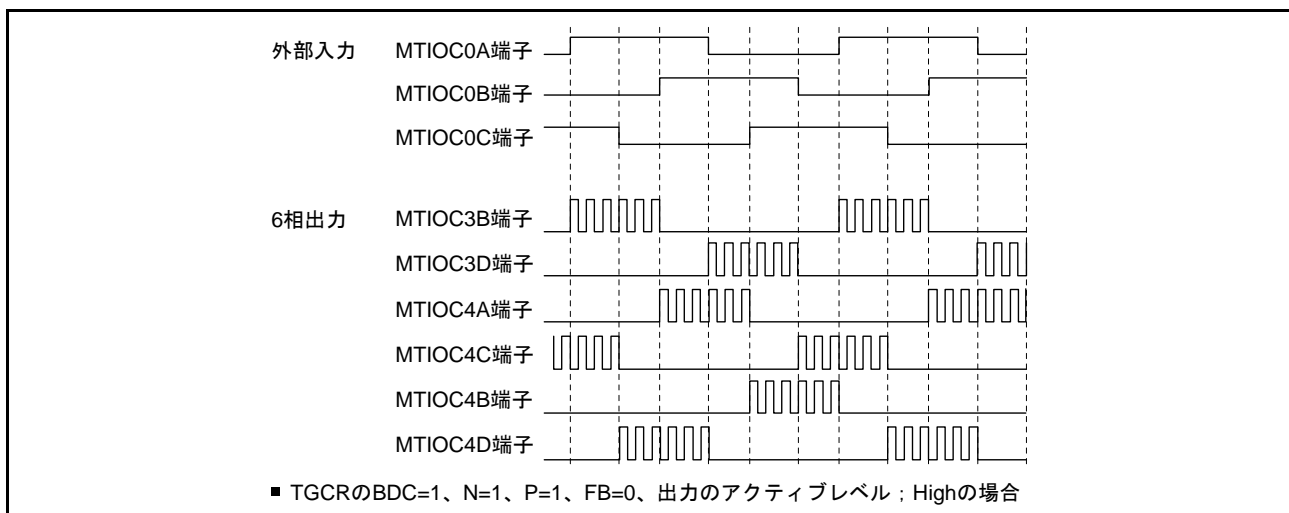 外部入力 MTIOC0A端子
MTIOC0B端子
MTIOC0C端子
6相出力 MTIOC3B端子
MTIOC3D端子
MTIOC4A端子
MTIOC4C端子
MTIOC4B端子
MTIOC4D端子
■ TGCRのBDC=1、N=1、P=1、FB=0、出力のアクティブレベル;Highの場合